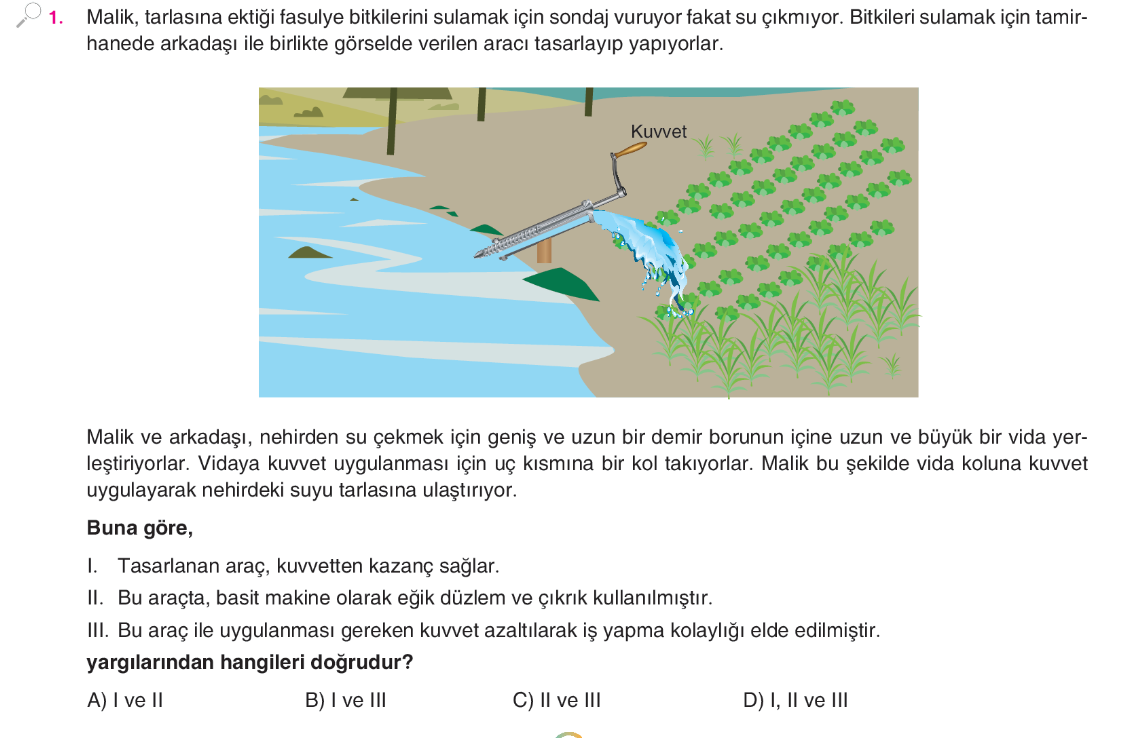 1. Malik, tarlasına ektiği fasulye bitkilerini sulamak için sondaj vuruyor fakat su çıkmıyor. Bitkileri sulamak için tamir-
hanede arkadaşı ile birlikte görselde verilen aracı tasarlayıp yapıyorlar.
Kuvvet
Malik ve arkadaşı, nehirden su çekmek için geniş ve uzun bir demir borunun içine uzun ve büyük bir vida yer-
leştiriyorlar. Vidaya kuvvet uygulanması için uç kısmına bir kol takıyorlar. Malik bu şekilde vida koluna kuvvet
uygulayarak nehirdeki suyu tarlasına ulaştırıyor.
Buna göre,
I. Tasarlanan araç, kuvvetten kazanç sağlar.
II. Bu araçta, basit makine olarak eğik düzlem ve çıkrık kullanılmıştır.
III. Bu araç ile uygulanması gereken kuvvet azaltılarak iş yapma kolaylığı elde edilmiştir.
yargılarından hangileri doğrudur?
A) I ve II B) I ve III C) II ve III D) I, II ve III